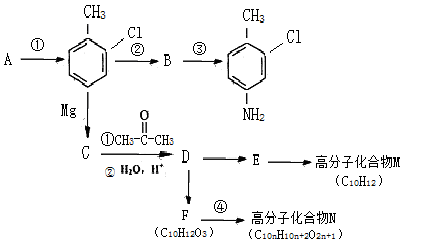 CH₃
Cl
A ① ② B ③
CH₃
Cl
NH₂
Mg
O
①CH₃-C-CH₃
C ② H₂O, H⁺ D E 高分子化合物M
(C₁₀H₁₂)
F ④ 高分子化合物N
(C₁₀H₁₂O₃) (C₁₀ₙH₁₀ₙ₊₂O₂ₙ₊₁)